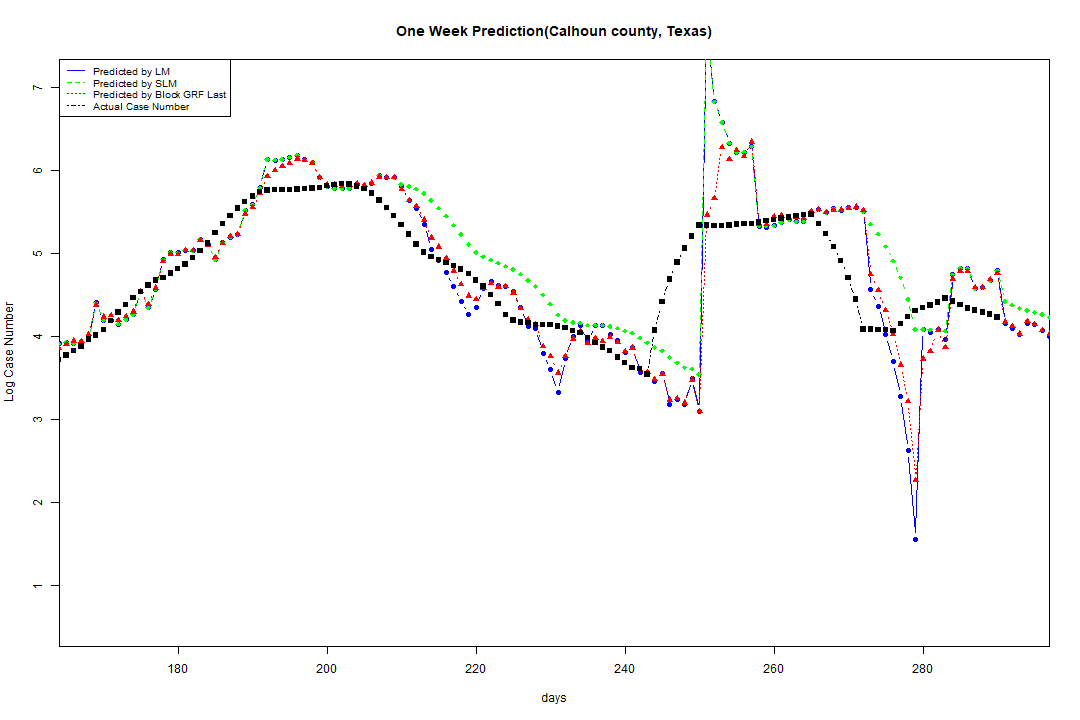 One Week Prediction(Calhoun county, Texas)
Predicted by LM
Predicted by SLM
Predicted by Block GRF Last
Actual Case Number
7
6
5
4
3
2
1
Log Case Number
180 200 220 240 260 280
days